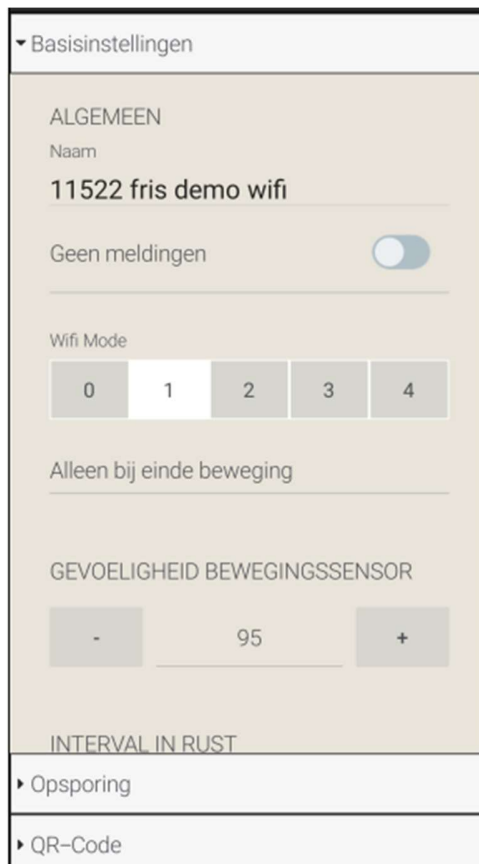 Basisinstellingen
ALGEMEEN
Naam
11522 fris demo wifi
Geen meldingen
Wifi Mode
0 1 2 3 4
Alleen bij einde beweging
GEVOELIGHEID BEWEGINGSSENSOR
- 95 +
INTERVAL IN RUST
Opsporing
QR-Code